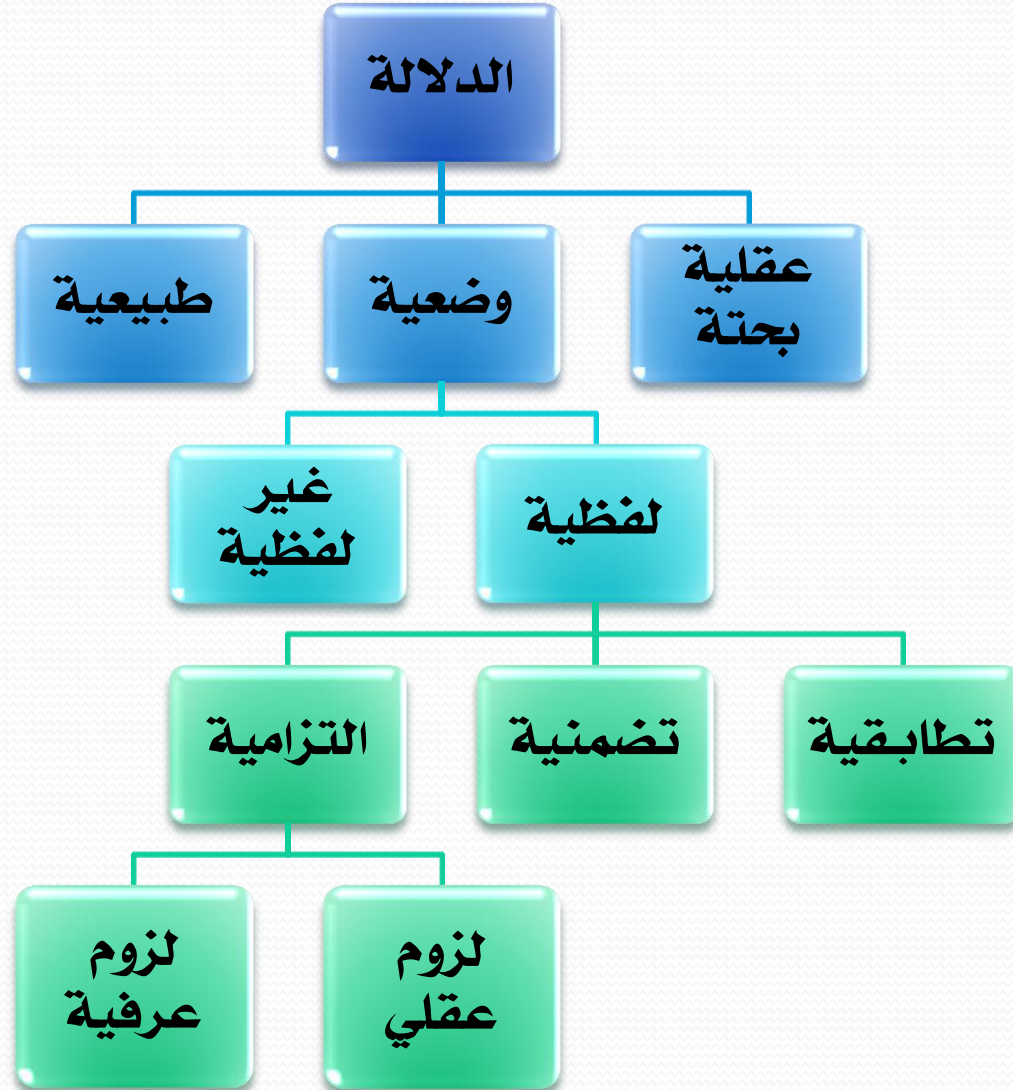 الدلالة
عقلية
بحتة
وضعية
طبيعية
لفظية
غير
لفظية
تطابقية
تضمنية
التزامية
لزوم
عقلي
لزوم
عرفية